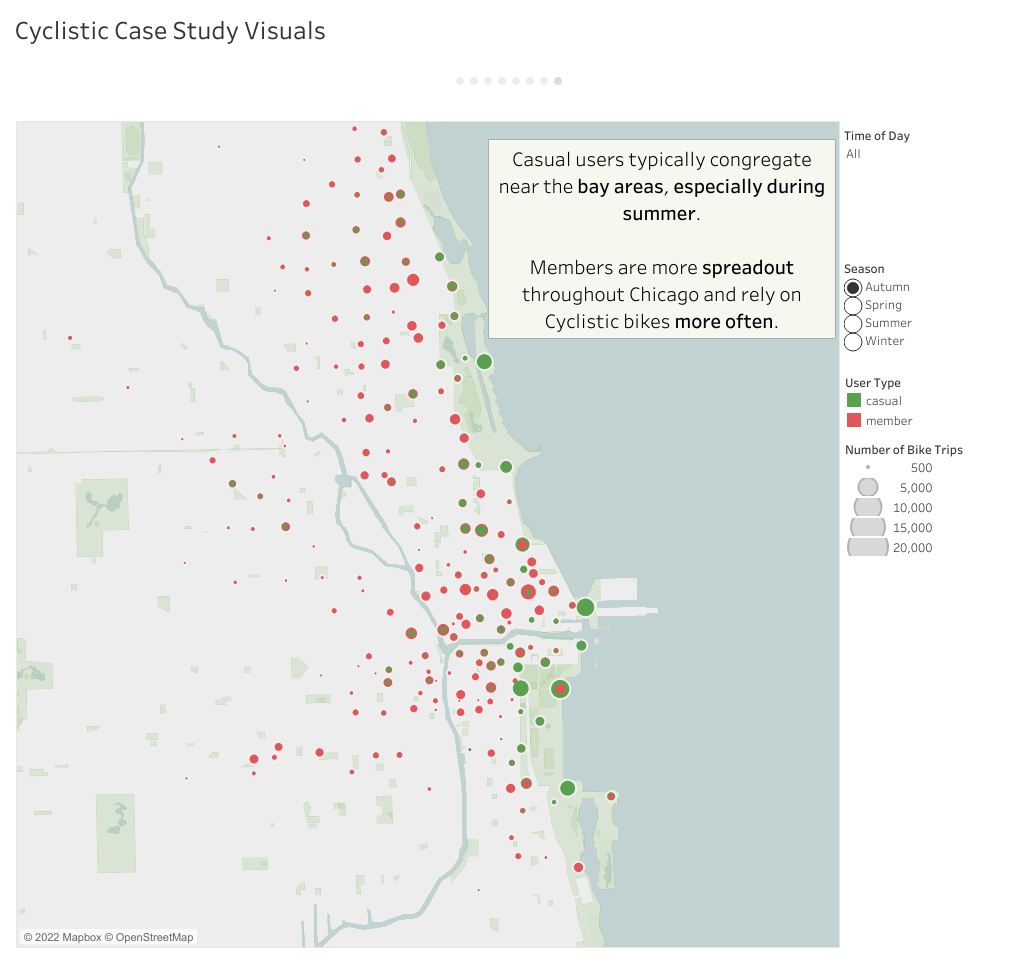 Cyclistic Case Study Visuals
Casual users typically congregate
near the bay areas, especially during
summer.
Members are more spreadout
throughout Chicago and rely on
Cyclistic bikes more often.
Time of Day
All
Season
Autumn
Spring
Summer
Winter
User Type
casual
member
Number of Bike Trips
500
5,000
10,000
15,000
20,000
© 2022 Mapbox © OpenStreetMap